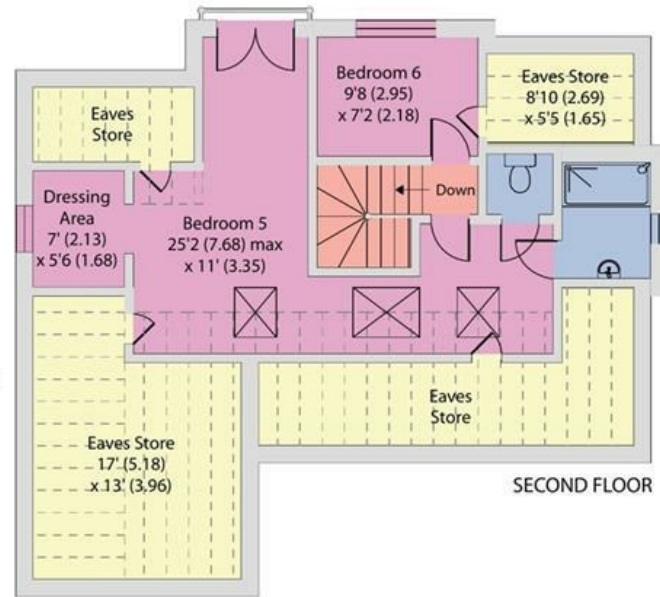 Bedroom 6
9'8 (2.95)
x 7'2 (2.18)
Eaves Store
8'10 (2.69)
x 5'5 (1.65)
Eaves
Store
Dressing
Area
7' (2.13)
x 5'6 (1.68)
Down
Bedroom 5
25'2 (7.68) max
x 11' (3.35)
Eaves
Store
Eaves Store
17' (5.18)
x 13' (3.96)
SECOND FLOOR